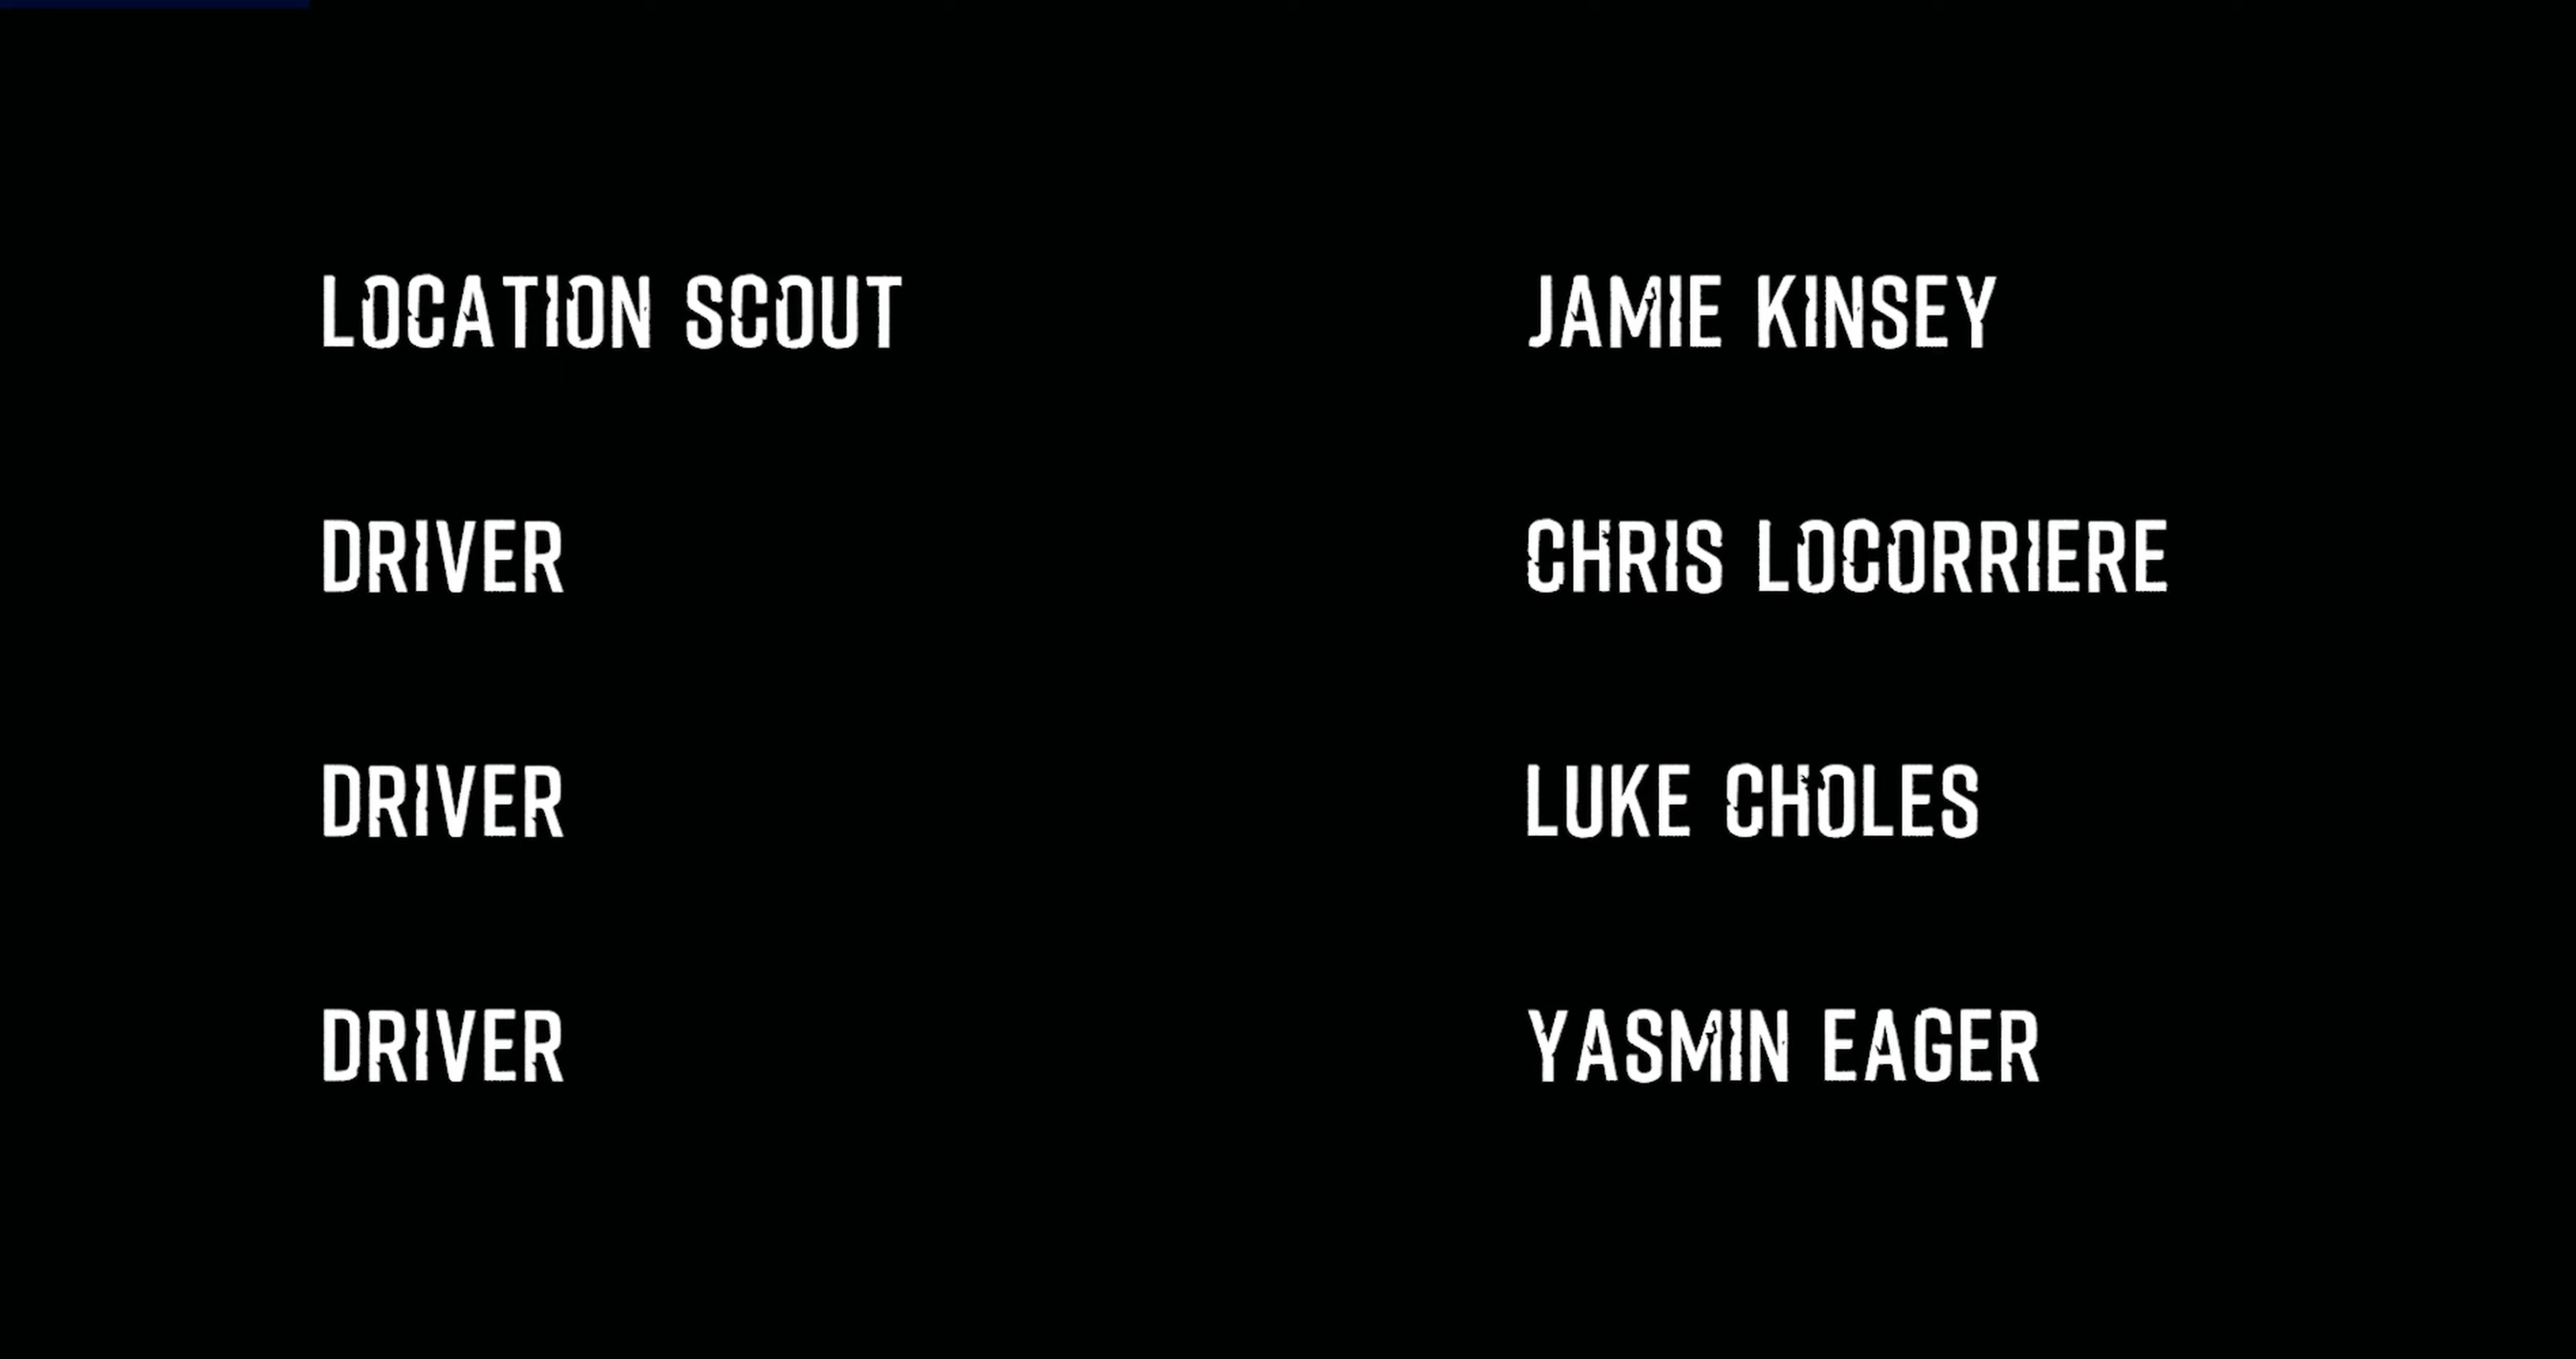 LOCATION SCOUT JAMIE KINSEY
DRIVER CHRIS LOCORRIERE
DRIVER LUKE CHOLES
DRIVER YASMIN EAGER